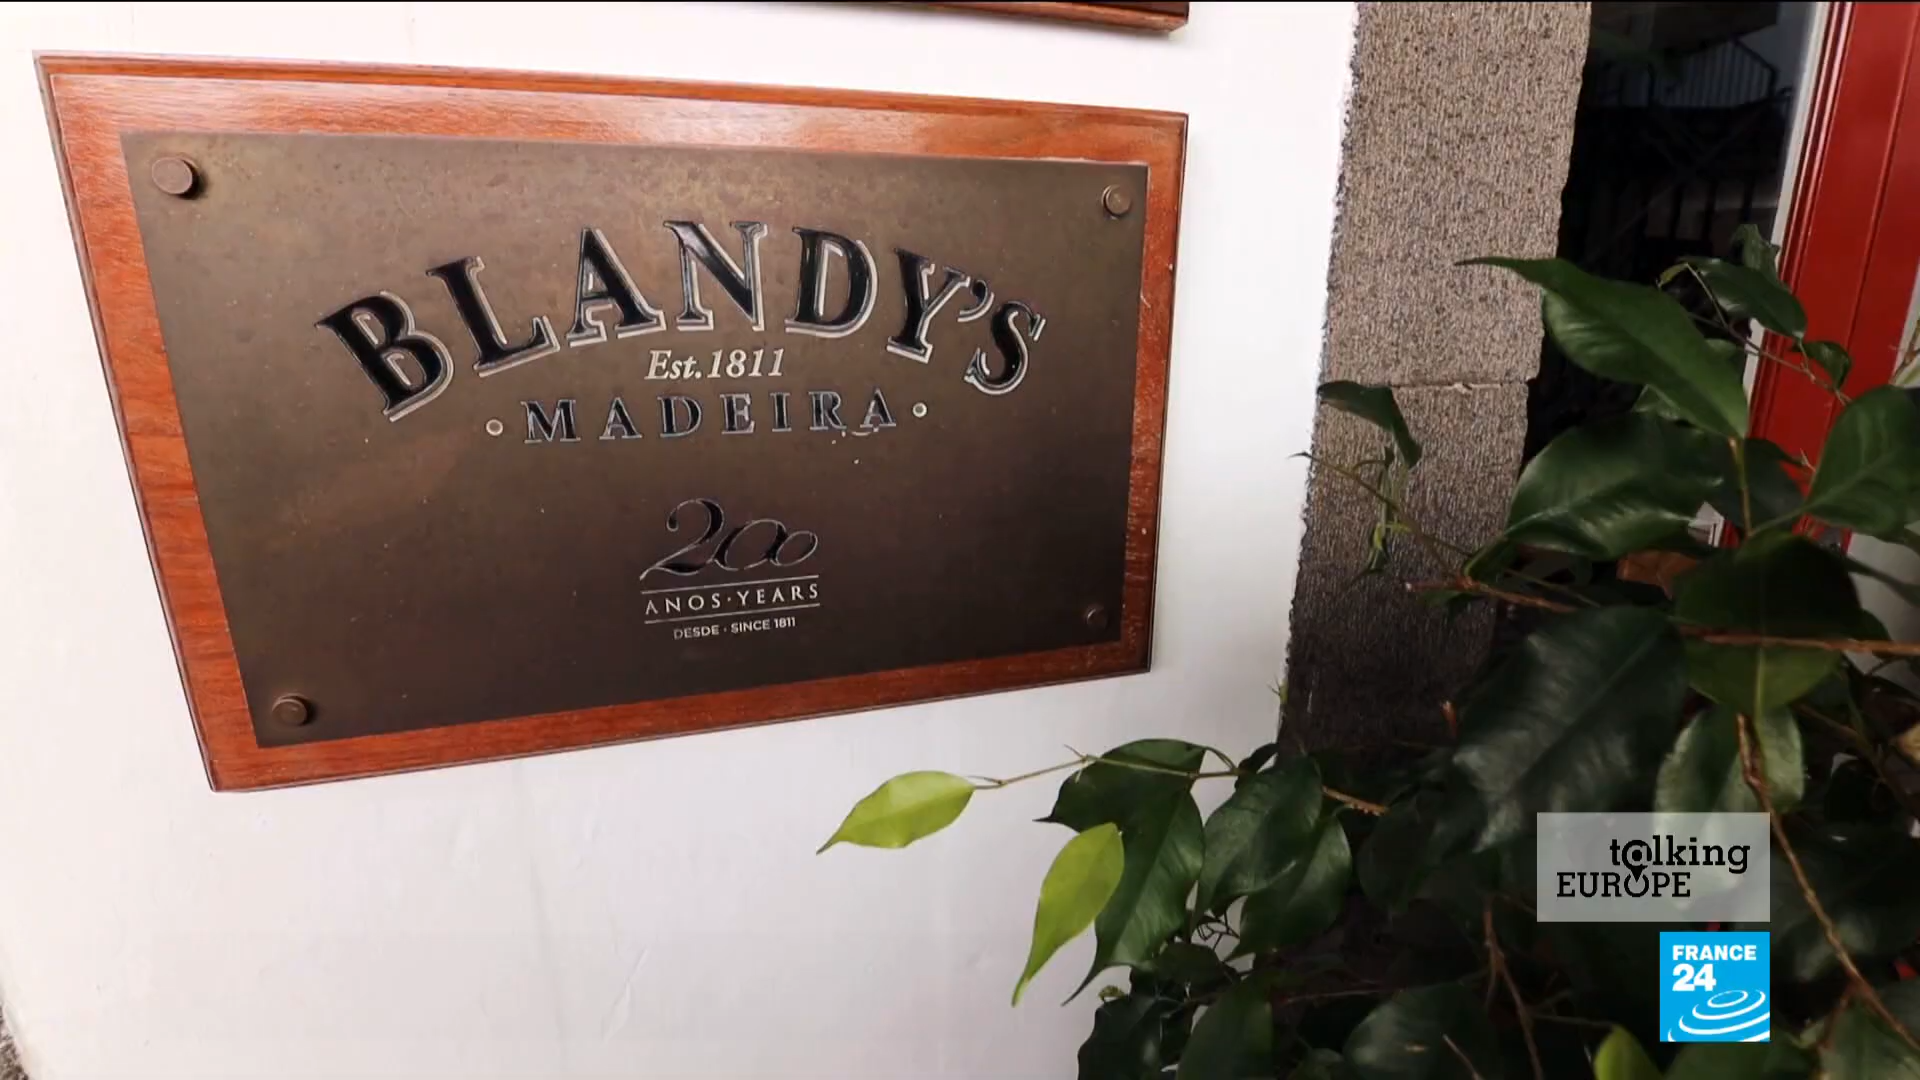 BLANDY'S
Est. 1811
• MADEIRA •
200
ANOS · YEARS
DESDE · SINCE 1811
talking
EUROPE
FRANCE
24